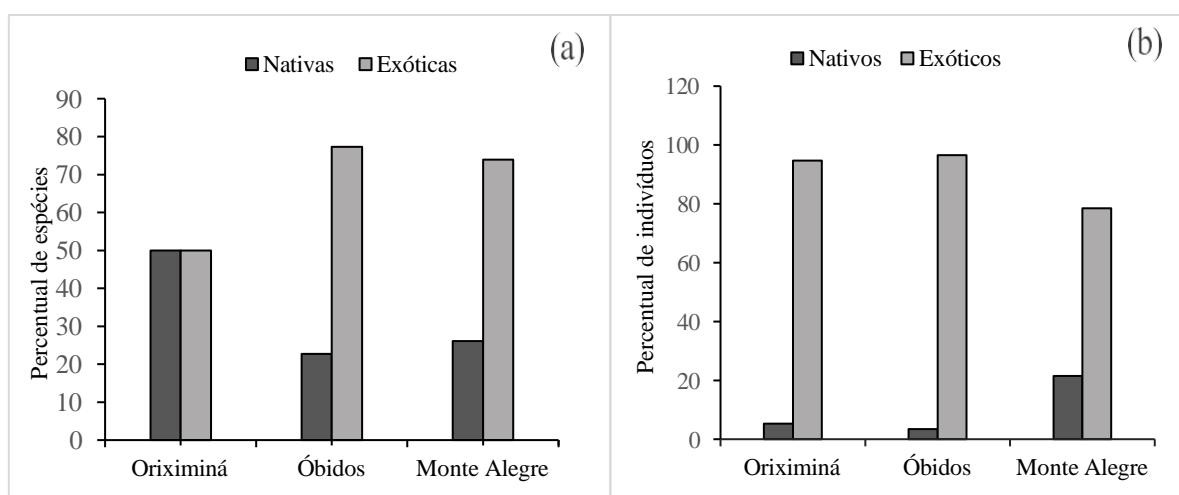 (a)
Nativas Exóticas
Percentual de espécies
90
80
70
60
50
40
30
20
10
0
Oriximiná Óbidos Monte Alegre
(b)
Nativos Exóticos
Percentual de indivíduos
120
100
80
60
40
20
0
Oriximiná Óbidos Monte Alegre